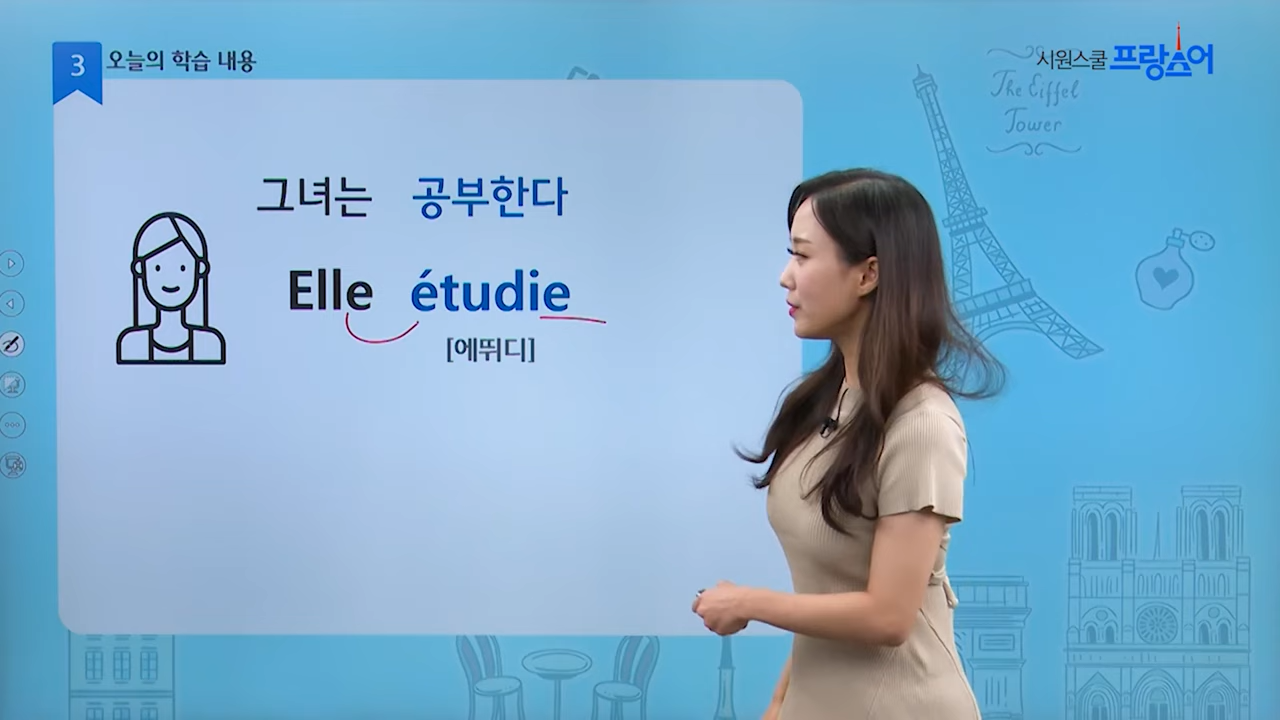 3 오늘의 학습 내용
시원스쿨 프랑스어
The Eiffel
Tower
그녀는 공부한다
Elle étudie
[에뛰디]